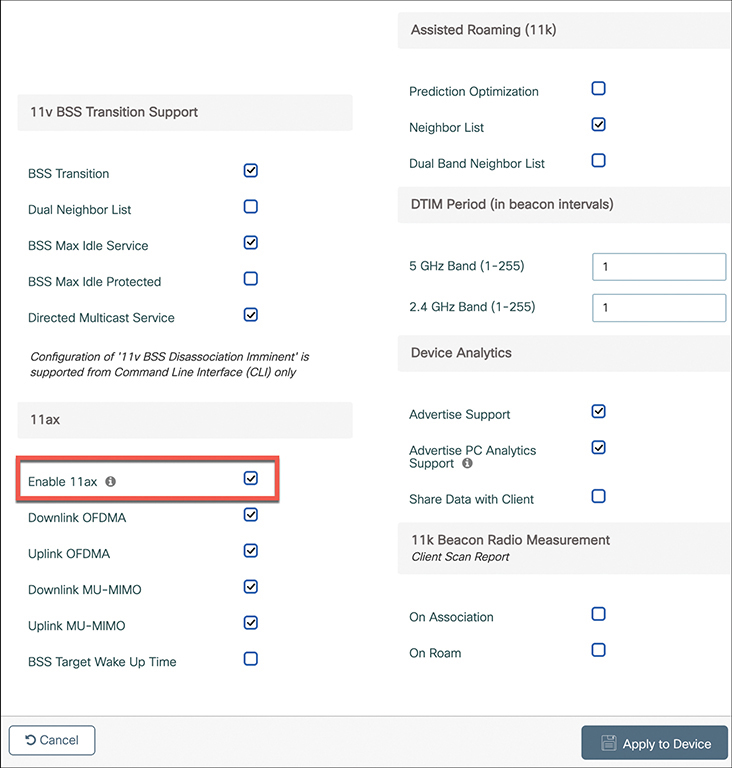 11v BSS Transition Support
BSS Transition
Dual Neighbor List
BSS Max Idle Service
BSS Max Idle Protected
Directed Multicast Service
Configuration of '11v BSS Disassociation Imminent' is
supported from Command Line Interface (CLI) only
11ax
Enable 11ax
Downlink OFDMA
Uplink OFDMA
Downlink MU-MIMO
Uplink MU-MIMO
BSS Target Wake Up Time
Assisted Roaming (11k)
Prediction Optimization
Neighbor List
Dual Band Neighbor List
DTIM Period (in beacon intervals)
5 GHz Band (1-255) 1
2.4 GHz Band (1-255) 1
Device Analytics
Advertise Support
Advertise PC Analytics
Support
Share Data with Client
11k Beacon Radio Measurement
Client Scan Report
On Association
On Roam
Cancel
Apply to Device